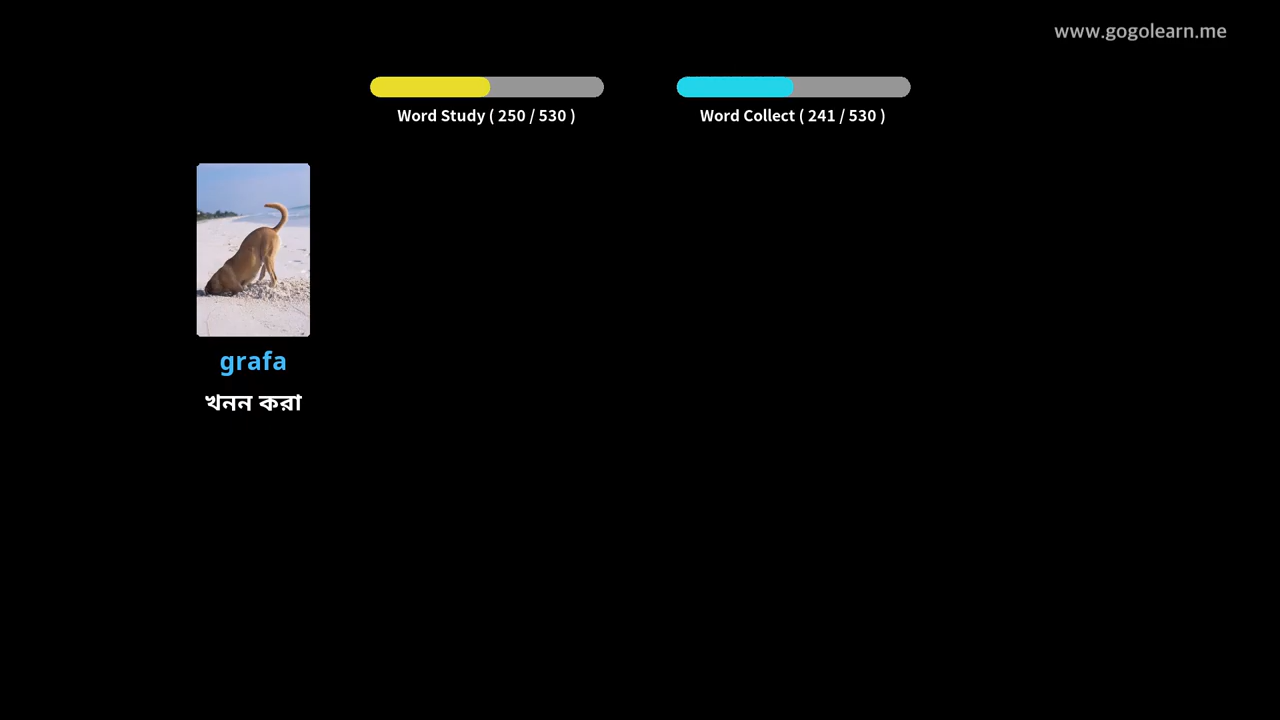 www.gogolearn.me
Word Study ( 250 / 530 )
Word Collect ( 241 / 530 )
grafa
খনন করা